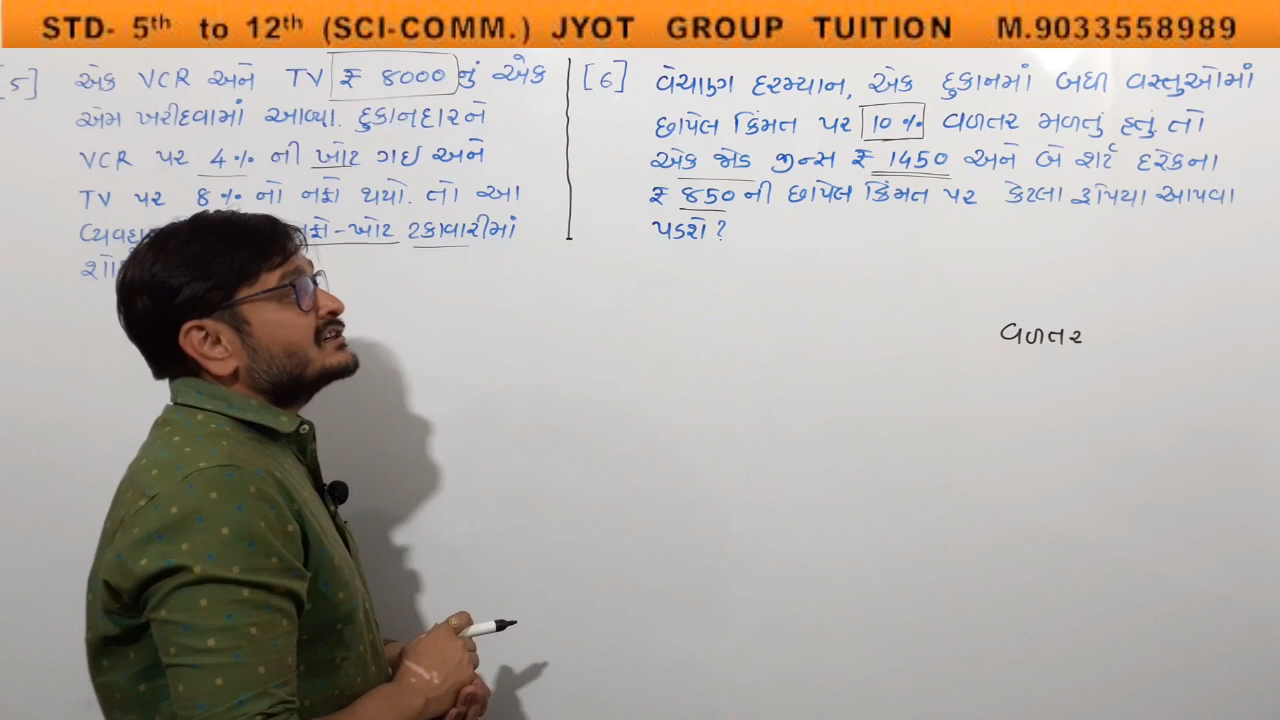 STD- 5th to 12th (SCI-COMM.) JYOT GROUP TUITION M.9033558989
[5] એક VCR અને TV ₹ 8000 નું એક
એમ ખરીદવામાં આવ્યા. દુકાનદારને
VCR પર 4% ની ખોટ ગઇ અને
TV પર 8% નો નફો થયો. તો આ
નફો-ખોટ ટકાવારીમાં
[6] વેચાણ દરમ્યાન, એક દુકાનમાં બધી વસ્તુઓમાં
છાપેલ કિંમત પર 10% વળતર મળતું હતું. તો
એક જોડ જીન્સ ₹ 1450 અને બે શર્ટ દરેકના
₹ 850 ની છાપેલ કિંમત પર કેટલા રૂપિયા આપવા
પડશે?
વળતર